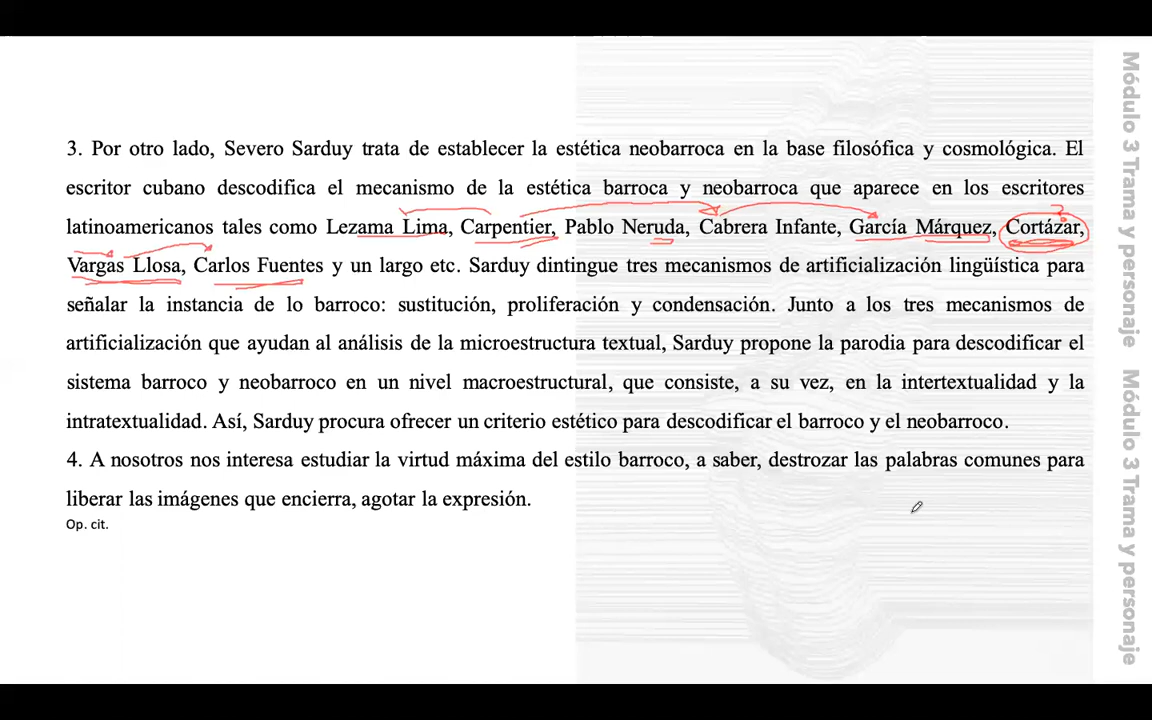 3. Por otro lado, Severo Sarduy trata de establecer la estética neobarroca en la base filosófica y cosmológica. El
escritor cubano descodifica el mecanismo de la estética barroca y neobarroca que aparece en los escritores
latinoamericanos tales como Lezama Lima, Carpentier, Pablo Neruda, Cabrera Infante, García Márquez, Cortázar,
Vargas Llosa, Carlos Fuentes y un largo etc. Sarduy dintingue tres mecanismos de artificialización lingüística para
señalar la instancia de lo barroco: sustitución, proliferación y condensación. Junto a los tres mecanismos de
artificialización que ayudan al análisis de la microestructura textual, Sarduy propone la parodia para descodificar el
sistema barroco y neobarroco en un nivel macroestructural, que consiste, a su vez, en la intertextualidad y la
intratextualidad. Así, Sarduy procura ofrecer un criterio estético para descodificar el barroco y el neobarroco.
4. A nosotros nos interesa estudiar la virtud máxima del estilo barroco, a saber, destrozar las palabras comunes para
liberar las imágenes que encierra, agotar la expresión.
Op. cit.
Módulo 3 Trama y personaje
Módulo 3 Trama y personaje